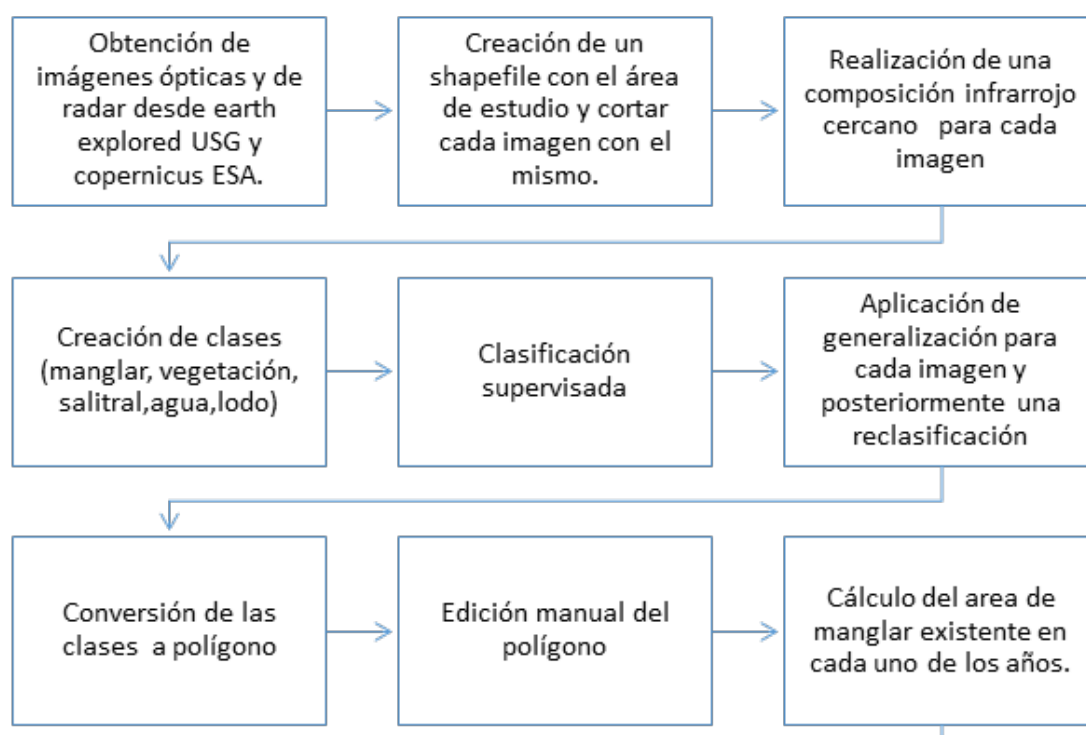 Obtención de
imágenes ópticas y de
radar desde earth
explored USG y
copernicus ESA.
Creación de un
shapefile con el área
de estudio y cortar
cada imagen con el
mismo.
Realización de una
composición infrarrojo
cercano para cada
imagen
Creación de clases
(manglar, vegetación,
salitral,agua,lodo)
Clasificación
supervisada
Aplicación de
generalización para
cada imagen y
posteriormente una
reclasificación
Conversión de las
clases a polígono
Edición manual del
polígono
Cálculo del area de
manglar existente en
cada uno de los años.